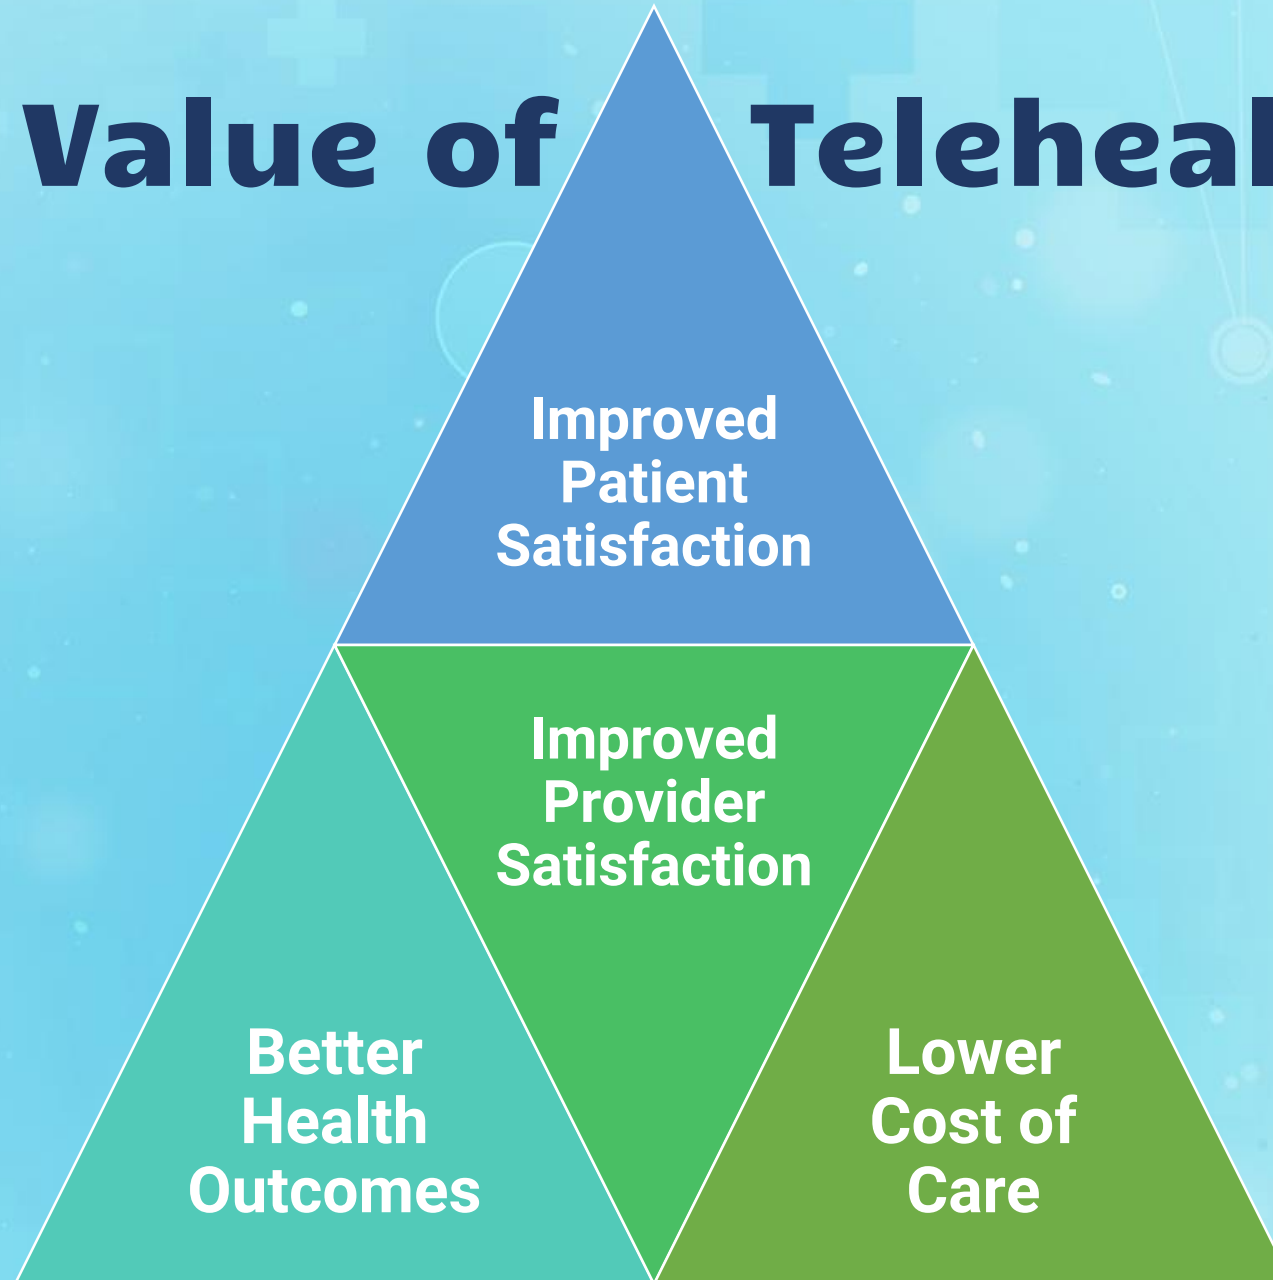 Value of Teleheal
Improved
Patient
Satisfaction
Improved
Provider
Satisfaction
Better
Health
Outcomes
Lower
Cost of
Care